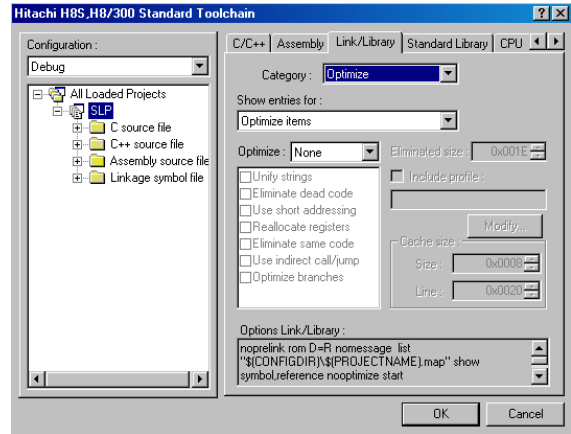 Hitachi H8S,H8/300 Standard Toolchain
Configuration :
Debug
All Loaded Projects
SLP
C source file
C++ source file
Assembly source file
Linkage symbol file
C/C++ Assembly Link/Library Standard Library CPU
Category : Optimize
Show entries for :
Optimize items
Optimize : None
Eliminated size : 0x001E
Unify strings
Eliminate dead code
Use short addressing
Reallocate registers
Eliminate same code
Use indirect call/jump
Optimize branches
Include profile :
Modify...
Cache size :
Size : 0x0008
Line : 0x0020
Options Link/Library :
noprelink rom D=R nomessage list
"$(CONFIGDIR)\$(PROJECTNAME).map" show
symbol,reference nooptimize start
OK Cancel